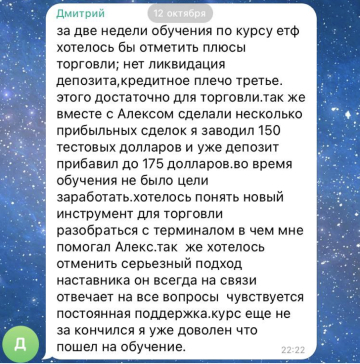 Дмитрий
12 октября
за две недели обучения по курсу етф
хотелось бы отметить плюсы
торговли; нет ликвидация
депозита,кредитное плечо третье.
этого достаточно для торговли.так же
вместе с Алексом сделали несколько
прибыльных сделок я заводил 150
тестовых долларов и уже депозит
прибавил до 175 долларов.во время
обучения не было цели
заработать.хотелось понять новый
инструмент для торговли
разобраться с терминалом в чем мне
помогал Алекс.так же хотелось
отменить серьезный подход
наставника он всегда на связи
отвечает на все вопросы чувствуется
постоянная поддержка.курс еще не
за кончился я уже доволен что
пошел на обучение.
22:22
Д